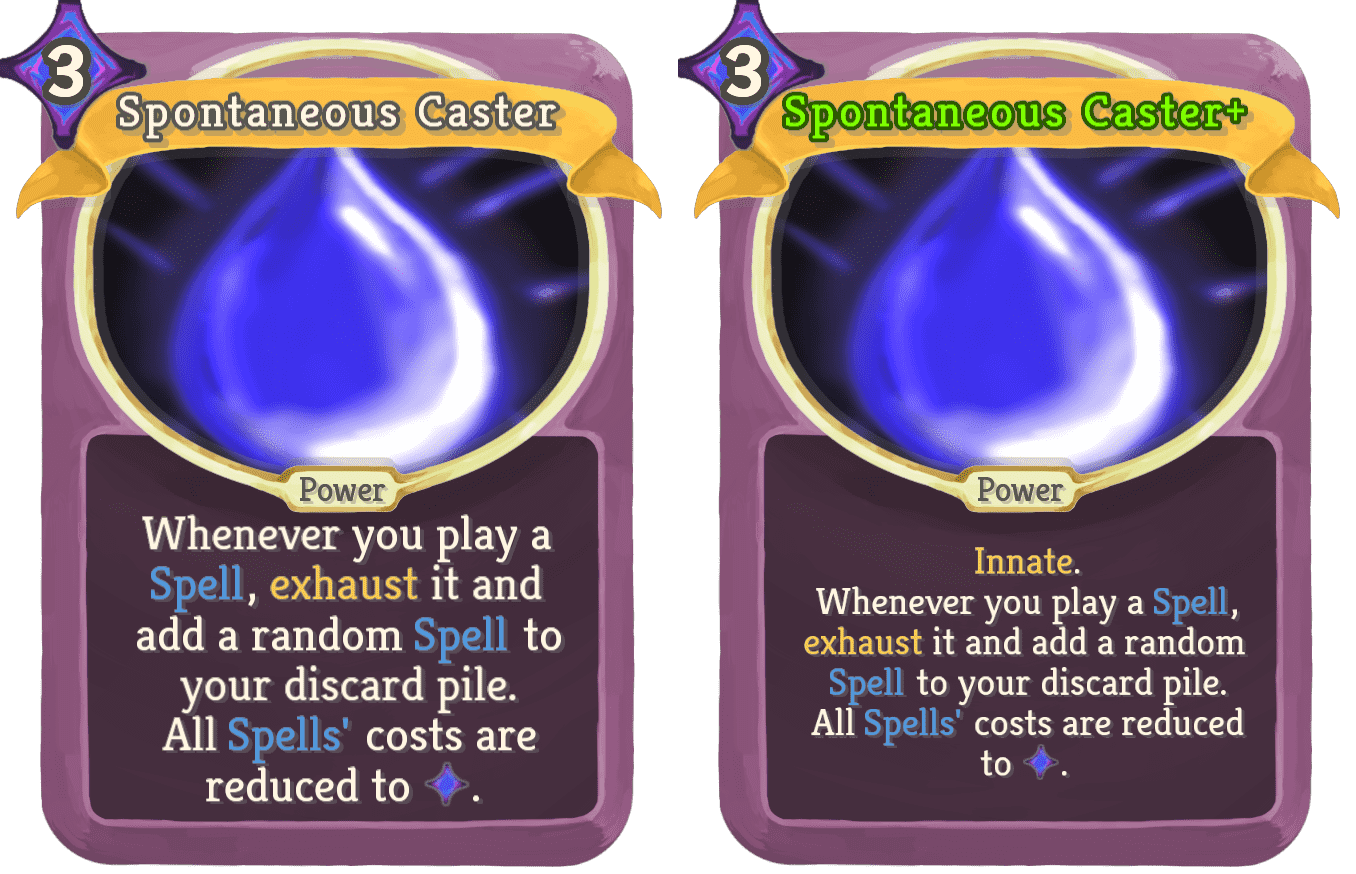 3
Spontaneous Caster
Power
Whenever you play a
Spell, exhaust it and
add a random Spell to
your discard pile.
All Spells' costs are
reduced to .
3
Spontaneous Caster+
Power
Innate.
Whenever you play a Spell,
exhaust it and add a random
Spell to your discard pile.
All Spells' costs are reduced
to .